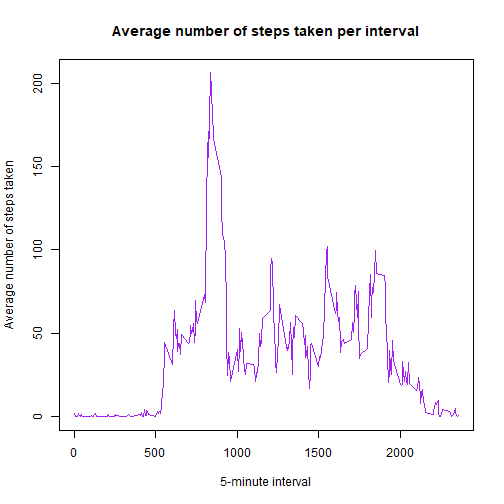 Average number of steps taken per interval
Average number of steps taken
200
150
100
50
0
0 500 1000 1500 2000
5-minute interval